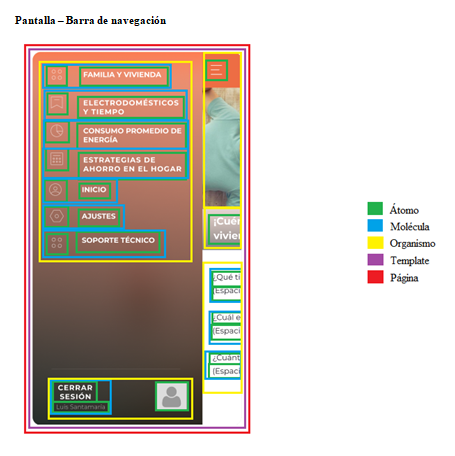 Pantalla – Barra de navegación
FAMILIA Y VIVIENDA
ELECTRODOMÉSTICOS
Y TIEMPO
CONSUMO PROMEDIO DE
ENERGÍA
ESTRATEGIAS DE
AHORRO EN EL HOGAR
INICIO
AJUSTES
SOPORTE TÉCNICO
CERRAR
SESIÓN
Luis Santamaría
¡Cuén
vivien
¿Qué ti
(Espaci
¿Cuál e
(Espaci
¿Cuánt
(Espaci
Átomo
Molécula
Organismo
Template
Página